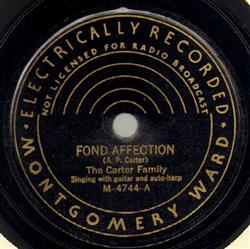 ELECTRICALLY RECORDED
NOT LICENSED FOR RADIO BROADCAST
FOND AFFECTION
(A. P. Carter)
The Carter Family
Singing with guitar and auto-harp
M-4744-A
MONTGOMERY WARD